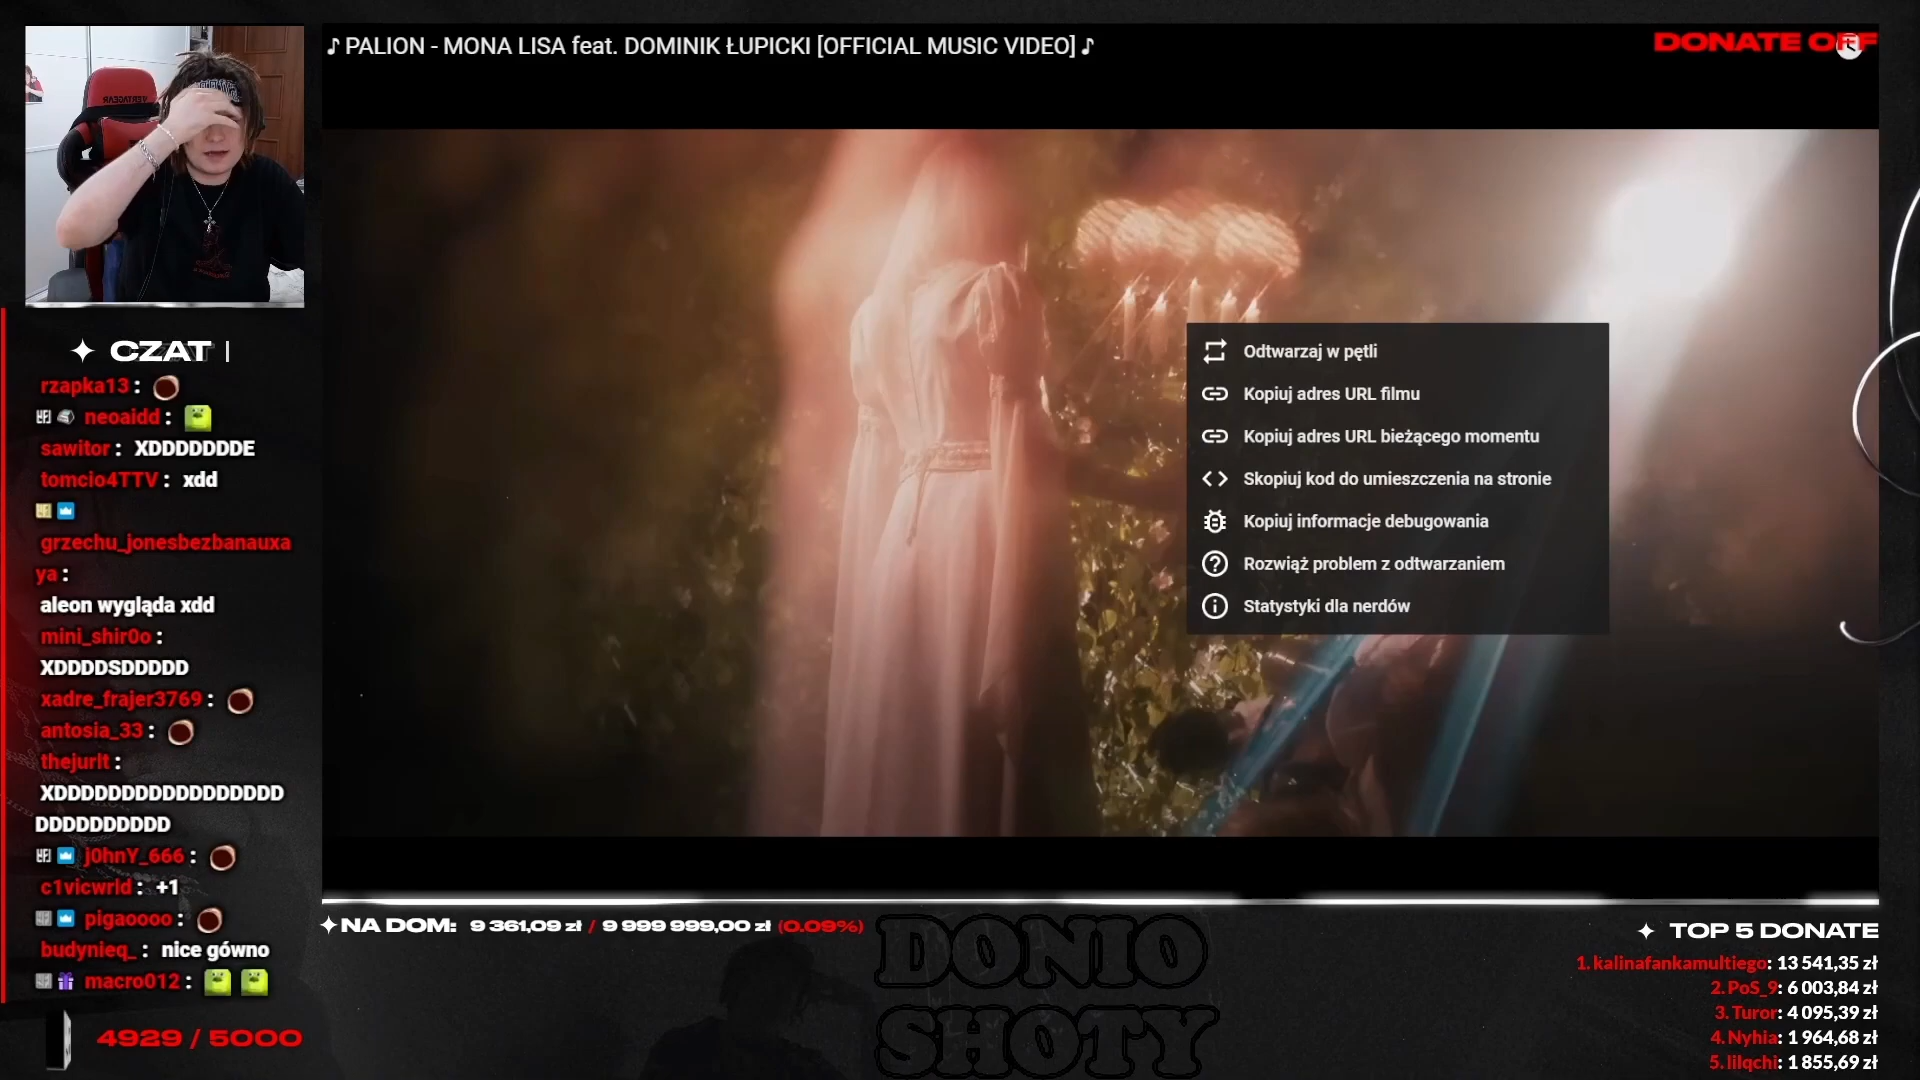 ♪ PALION - MONA LISA feat. DOMINIK ŁUPICKI [OFFICIAL MUSIC VIDEO] ♪
DONATE OFF
VERTAGEAR
✦ CZAT |
rzapka13 :
neoaidd :
sawitor : XDDDDDDDE
tomcio4TTV : xdd
grzechu_jonesbezbanauxa
ya :
aleon wygląda xdd
mini_shir0o :
XDDDDSDDDDD
xadre_frajer3769 :
antosia_33 :
thejurlt :
XDDDDDDDDDDDDDDDDD
DDDDDDDDDD
j0hnY_666 :
c1vicwrld : +1
pigaoooo :
budynieq_ : nice gówno
macro012 :
4929 / 5000
Odtwarzaj w pętli
Kopiuj adres URL filmu
Kopiuj adres URL bieżącego momentu
Skopiuj kod do umieszczenia na stronie
Kopiuj informacje debugowania
Rozwiąż problem z odtwarzaniem
Statystyki dla nerdów
✦ NA DOM: 9 361,09 zł / 9 999 999,00 zł (0.09%)
DONIO
SHOTY
✦ TOP 5 DONATE
1. kalinafankamultiego: 13 541,35 zł
2. PoS_9: 6 003,84 zł
3. Turor: 4 095,39 zł
4. Nyhia: 1 964,68 zł
5. lilqchi: 1 855,69 zł